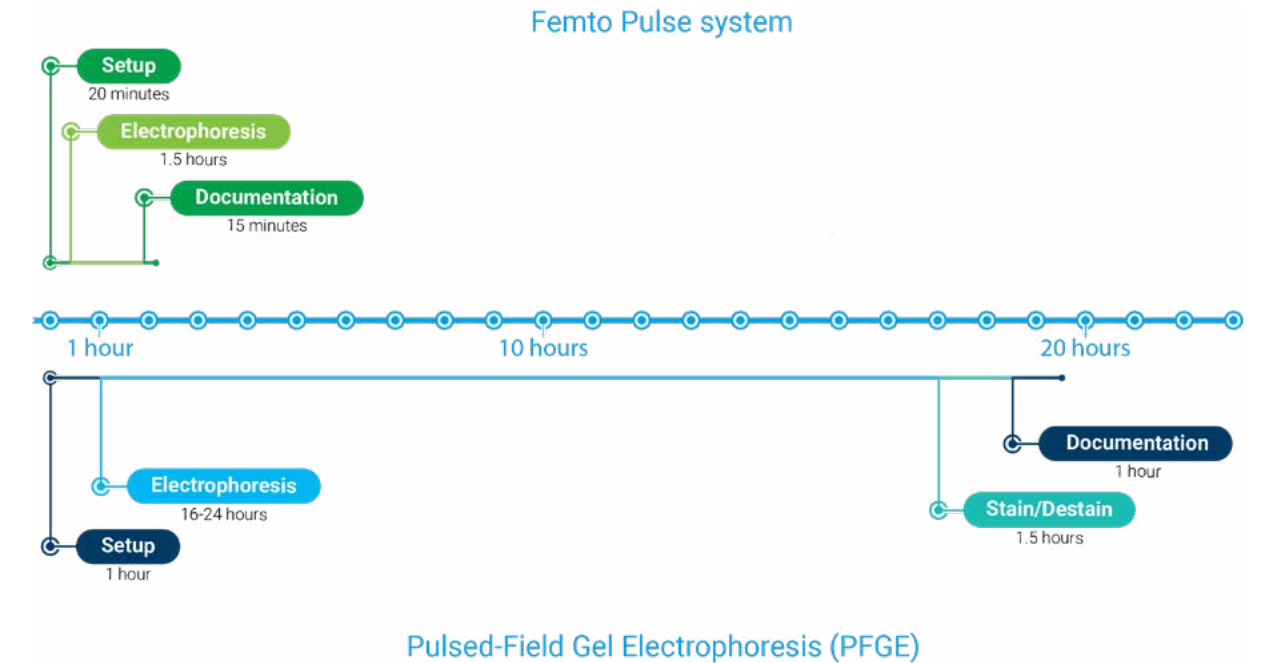 Femto Pulse system
Setup
20 minutes
Electrophoresis
1.5 hours
Documentation
15 minutes
1 hour
10 hours
20 hours
Documentation
1 hour
Electrophoresis
16-24 hours
Stain/Destain
1.5 hours
Setup
1 hour
Pulsed-Field Gel Electrophoresis (PFGE)